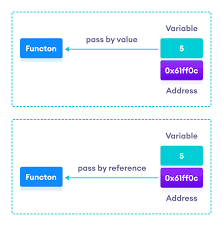 Variable
pass by value
Functon
5
0x61ff0c
Address
Variable
5
pass by reference
Functon
0x61ff0c
Address